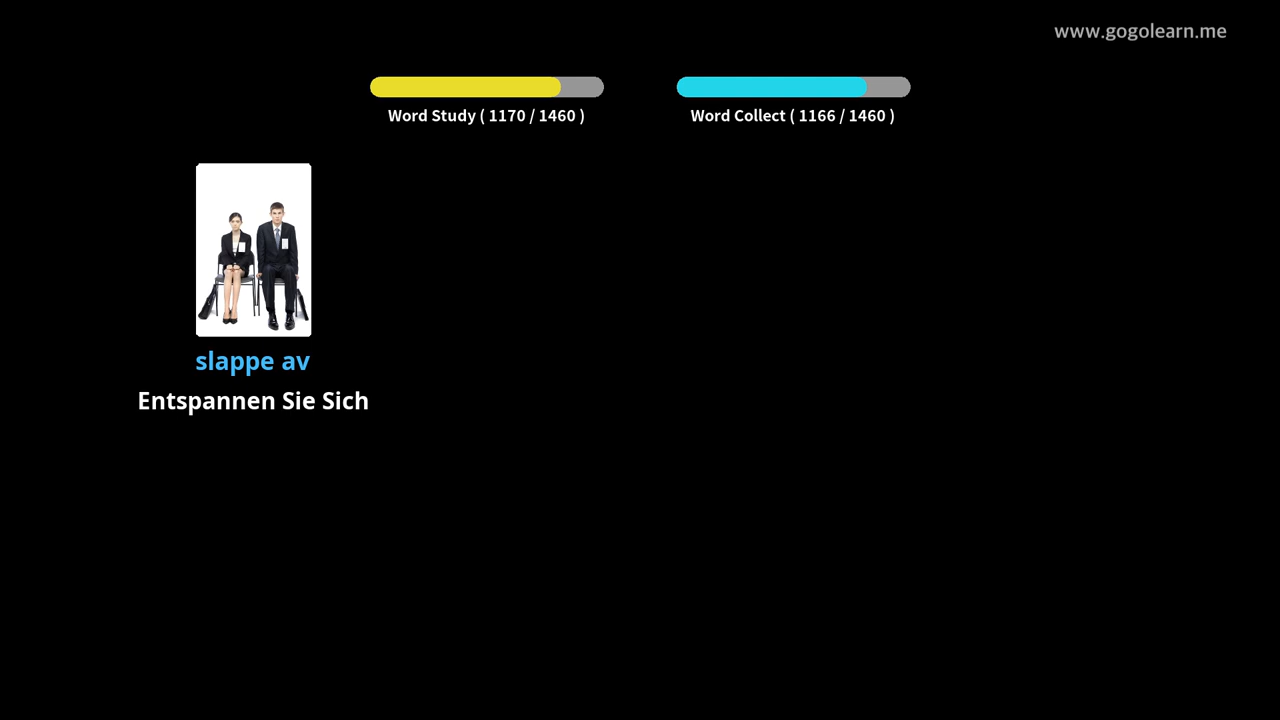 www.gogolearn.me
Word Study ( 1170 / 1460 )
Word Collect ( 1166 / 1460 )
slappe av
Entspannen Sie Sich